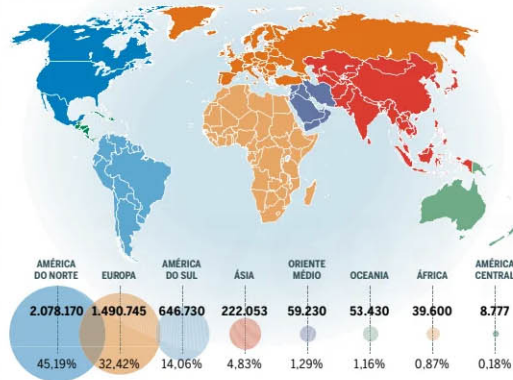 AMÉRICA DO NORTE
EUROPA
AMÉRICA DO SUL
ÁSIA
ORIENTE MÉDIO
OCEANIA
ÁFRICA
AMÉRICA CENTRAL
2.078.170
1.490.745
646.730
222.053
59.230
53.430
39.600
8.777
45,19%
32,42%
14,06%
4,83%
1,29%
1,16%
0,87%
0,18%